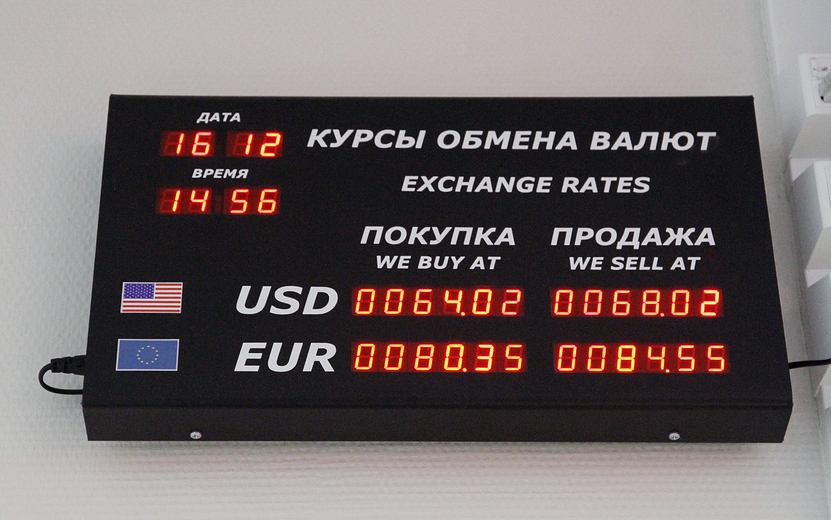 ДАТА
16 12
КУРСЫ ОБМЕНА ВАЛЮТ
ВРЕМЯ
14 56
EXCHANGE RATES
ПОКУПКА ПРОДАЖА
WE BUY AT WE SELL AT
USD 0064.02 0068.02
EUR 0080.35 0084.55